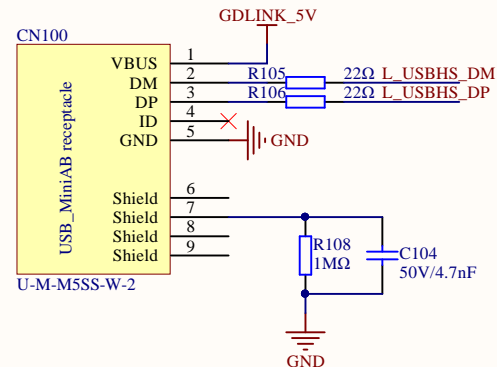 GDLINK_5V
CN100
VBUS 1
DM 2 R105 22Ω L_USBHS_DM
DP 3 R106 22Ω L_USBHS_DP
ID 4
GND 5 GND
USB_MiniAB receptacle
Shield 6
Shield 7
Shield 8
Shield 9
R108
1MΩ
C104
50V/4.7nF
U-M-M5SS-W-2
GND